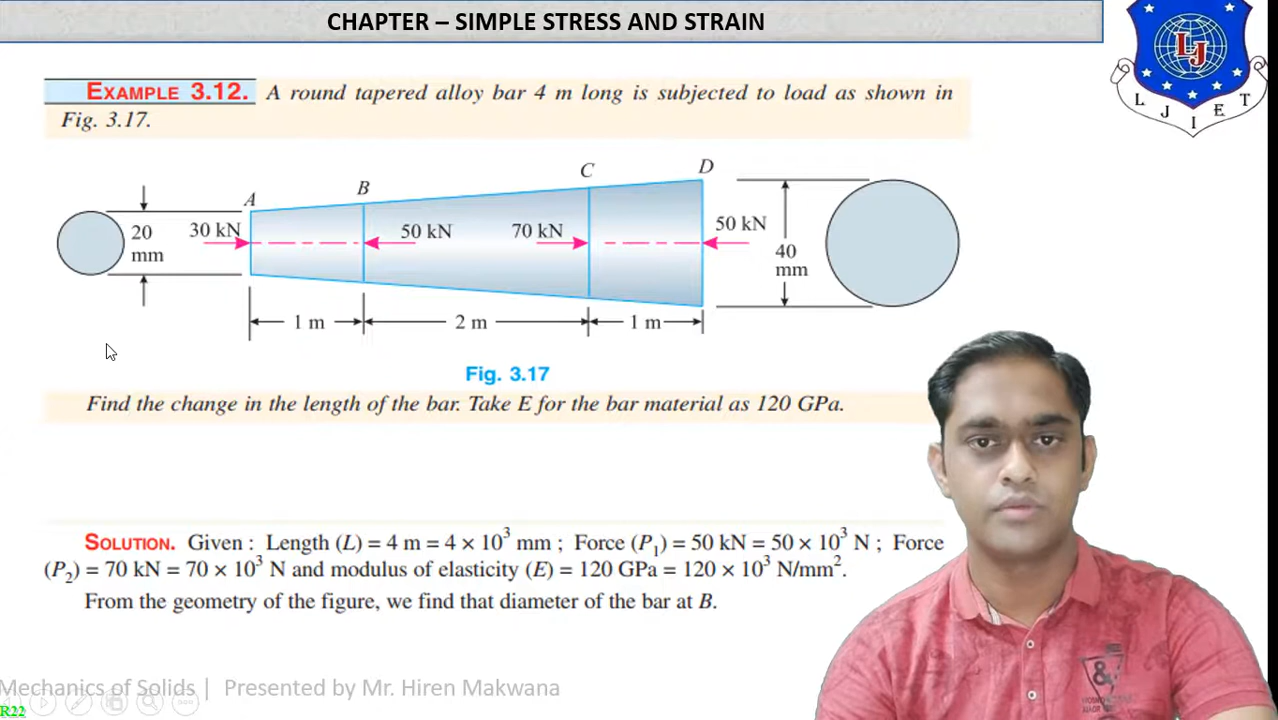 CHAPTER – SIMPLE STRESS AND STRAIN
LJ
L J I E T
EXAMPLE 3.12. A round tapered alloy bar 4 m long is subjected to load as shown in
Fig. 3.17.
A
B
C
D
20
mm
30 kN
50 kN
70 kN
50 kN
40
mm
1 m
2 m
1 m
Fig. 3.17
Find the change in the length of the bar. Take E for the bar material as 120 GPa.
SOLUTION. Given : Length (L) = 4 m = 4 × 10³ mm ; Force (P₁) = 50 kN = 50 × 10³ N ; Force
(P₂) = 70 kN = 70 × 10³ N and modulus of elasticity (E) = 120 GPa = 120 × 10³ N/mm².
From the geometry of the figure, we find that diameter of the bar at B.
Mechanics of Solids | Presented by Mr. Hiren Makwana
R22